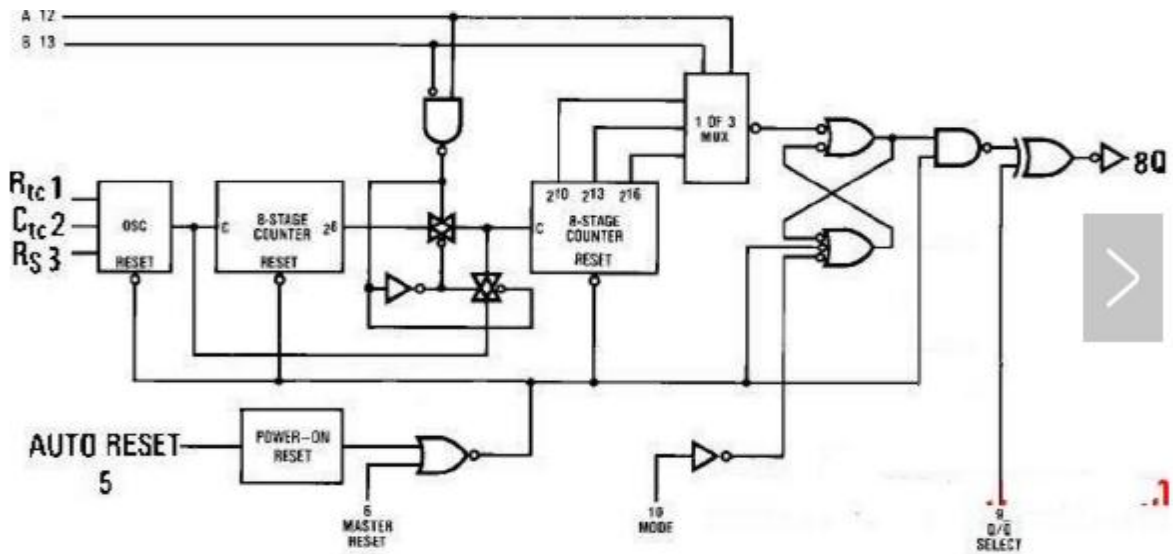 A 12
B 13
1 OF 3
MUX
8Q
Rtc 1
Ctc 2
RS 3
OSC
RESET
C
8-STAGE
COUNTER
2⁸
RESET
C
2¹⁰ 2¹³ 2¹⁶
8-STAGE
COUNTER
RESET
AUTO RESET
5
POWER-ON
RESET
6
MASTER
RESET
10
MODE
9
Q/Q̅
SELECT